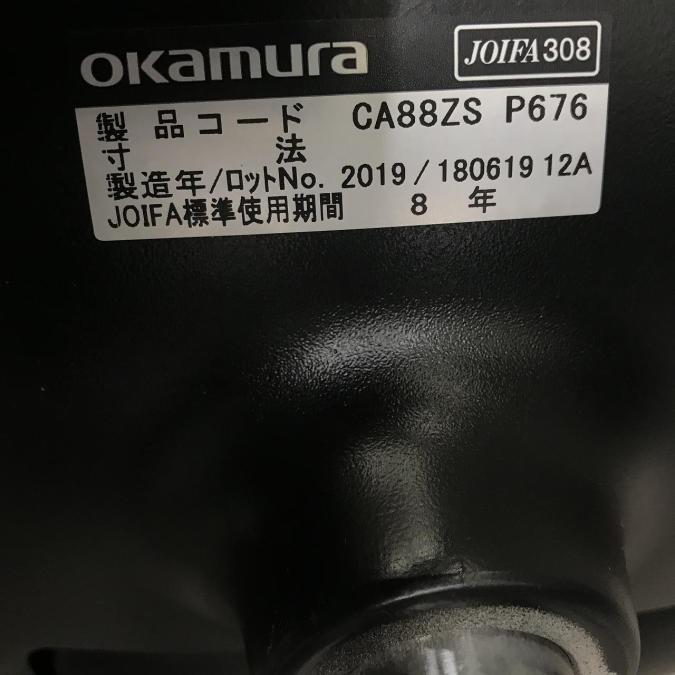 okamura
JOIFA308
製品コード CA88ZS P676
寸法
製造年/ロットNo. 2019 / 180619 12A
JOIFA標準使用期間 8 年